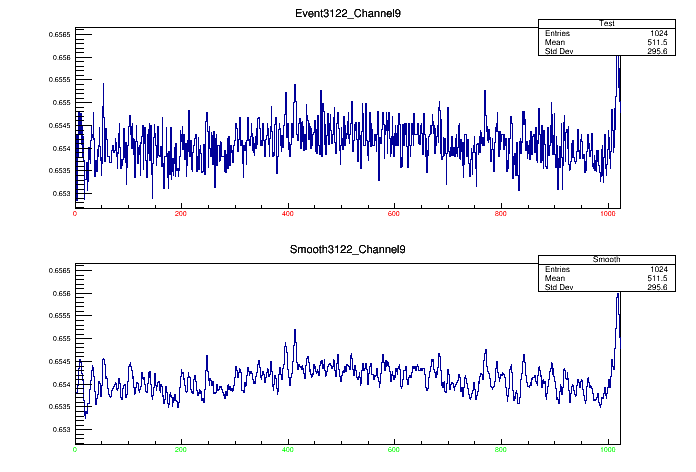 Event3122_Channel9
Test
Entries 1024
Mean 511.5
Std Dev 295.6
0.6565
0.656
0.6555
0.655
0.6545
0.654
0.6535
0.653
0 200 400 600 800 1000
Smooth3122_Channel9
Smooth
Entries 1024
Mean 511.5
Std Dev 295.6
0.6565
0.656
0.6555
0.655
0.6545
0.654
0.6535
0.653
0 200 400 600 800 1000